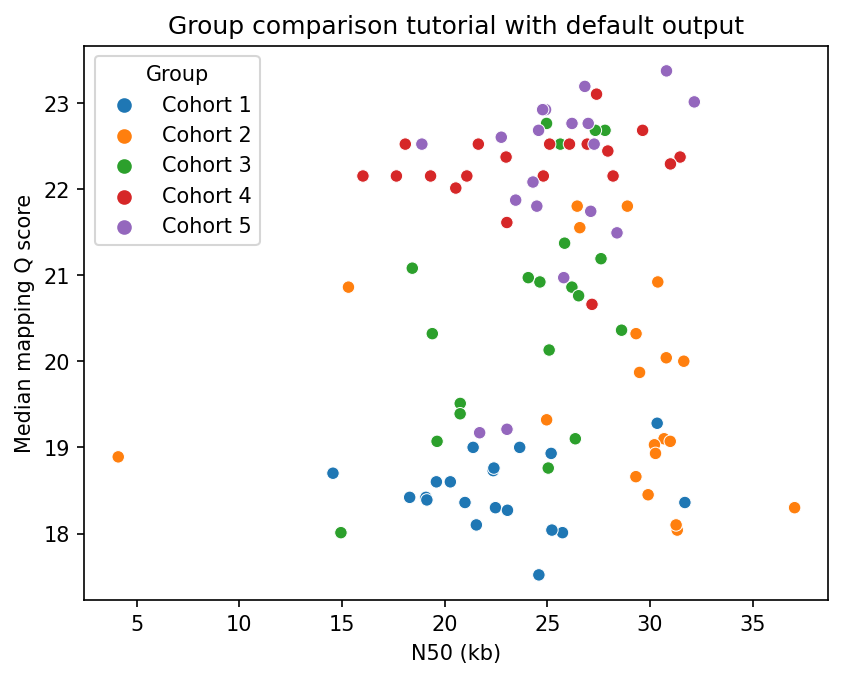 Group comparison tutorial with default output
Group
Cohort 1
Cohort 2
Cohort 3
Cohort 4
Cohort 5
Median mapping Q score
23
22
21
20
19
18
5
10
15
20
25
30
35
N50 (kb)